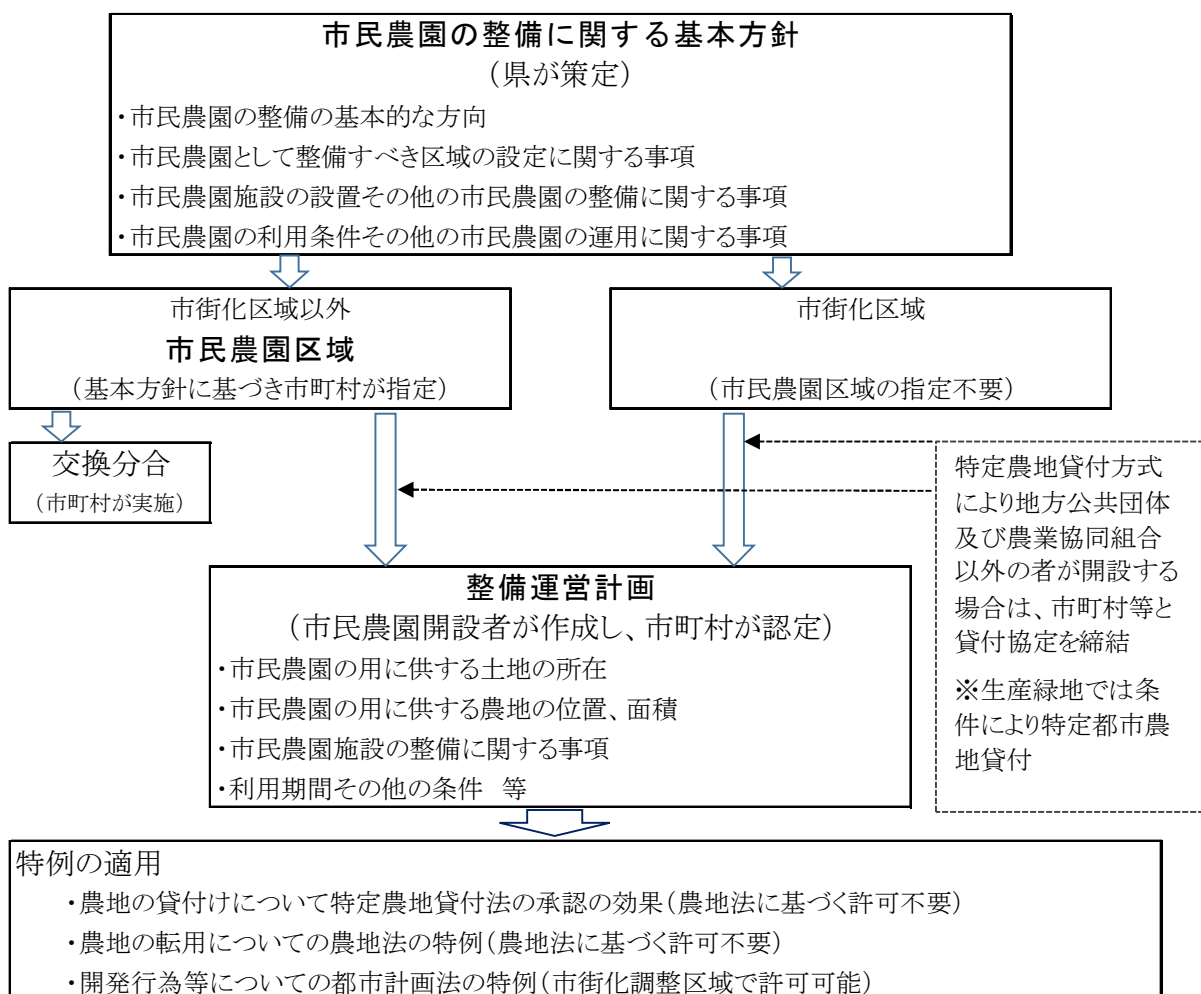 市民農園の整備に関する基本方針
（県が策定）
・市民農園の整備の基本的な方向
・市民農園として整備すべき区域の設定に関する事項
・市民農園施設の設置その他の市民農園の整備に関する事項
・市民農園の利用条件その他の市民農園の運用に関する事項
市街化区域以外
市民農園区域
（基本方針に基づき市町村が指定）
市街化区域
（市民農園区域の指定不要）
交換分合
（市町村が実施）
特定農地貸付方式
により地方公共団体
及び農業協同組合
以外の者が開設する
場合は、市町村等と
貸付協定を締結
※生産緑地では条
件により特定都市農
地貸付
整備運営計画
（市民農園開設者が作成し、市町村が認定）
・市民農園の用に供する土地の所在
・市民農園の用に供する農地の位置、面積
・市民農園施設の整備に関する事項
・利用期間その他の条件　等
特例の適用
・農地の貸付けについて特定農地貸付法の承認の効果（農地法に基づく許可不要）
・農地の転用についての農地法の特例（農地法に基づく許可不要）
・開発行為等についての都市計画法の特例（市街化調整区域で許可可能）